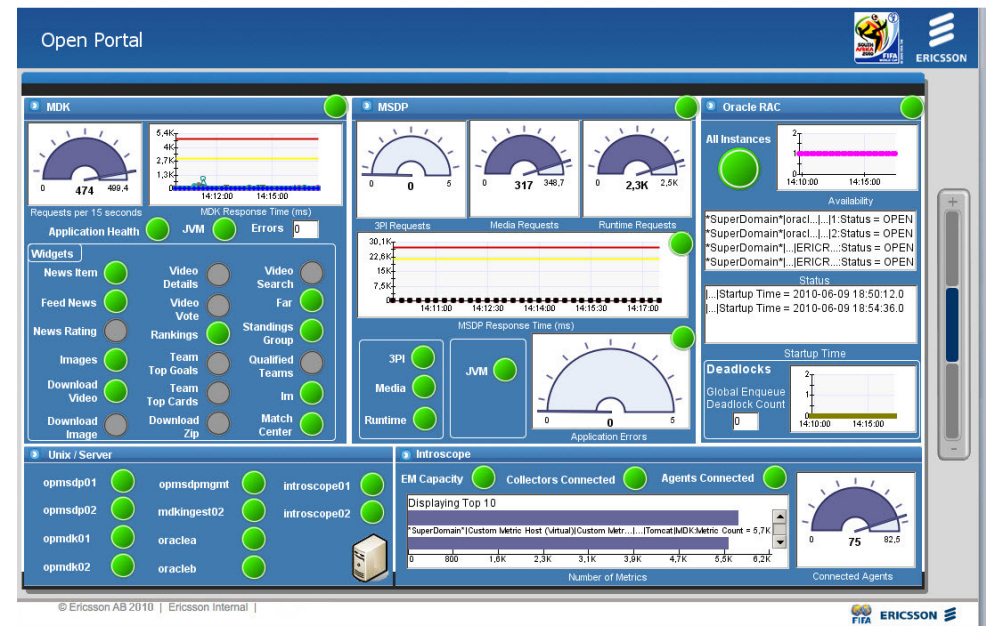 Open Portal
SOUTH AFRICA
2010
FIFA
ERICSSON
MDK
MSDP
Oracle RAC
5,4K
4K
2,7K
1,3K
0
14:12:00 14:15:00
0 474 499,4
Requests per 15 seconds
MDK Response Time (ms)
Application Health JVM Errors 0
Widgets
News Item
Video Details
Video Search
Feed News
Video Vote
Far
News Rating
Rankings
Standings Group
Images
Team Top Goals
Qualified Teams
Download Video
Team Top Cards
Im
Download Image
Download Zip
Match Center
0 0 5
0 317 348,7
0 2,3K 2,5K
3PI Requests
Media Requests
Runtime Requests
30,1K
22,6K
15K
7,5K
0
14:11:00 14:12:30 14:14:00 14:15:30 14:17:00
MSDP Response Time (ms)
3PI
Media
Runtime
JVM
0 0 5
Application Errors
All Instances
2
1
0
14:10:00 14:15:00
Availability
*SuperDomain*|oracl...|...|1:Status = OPEN
*SuperDomain*|oracl...|...|2:Status = OPEN
*SuperDomain*|...|ERICR...:Status = OPEN
*SuperDomain*|...|ERICR...:Status = OPEN
Status
|...|Startup Time = 2010-06-09 18:50:12.0
|...|Startup Time = 2010-06-09 18:54:36.0
Startup Time
Deadlocks
Global Enqueue
Deadlock Count
0
2
1
0
14:10:00 14:15:00
+
-
Unix / Server
opmsdp01 opmsdpmgmt introscope01
opmsdp02 mdkingest02 introscope02
opmdk01 oraclea
opmdk02 oracleb
Introscope
EM Capacity Collectors Connected Agents Connected
Displaying Top 10
*SuperDomain*|Custom Metric Host (Virtual)|Custom Metr...|...|Tomcat|MDK:Metric Count = 5,7K
0 800 1,6K 2,3K 3,1K 3,9K 4,7K 5,5K 6,2K
Number of Metrics
0 75 82,5
Connected Agents
© Ericsson AB 2010 | Ericsson Internal |
FIFA
ERICSSON